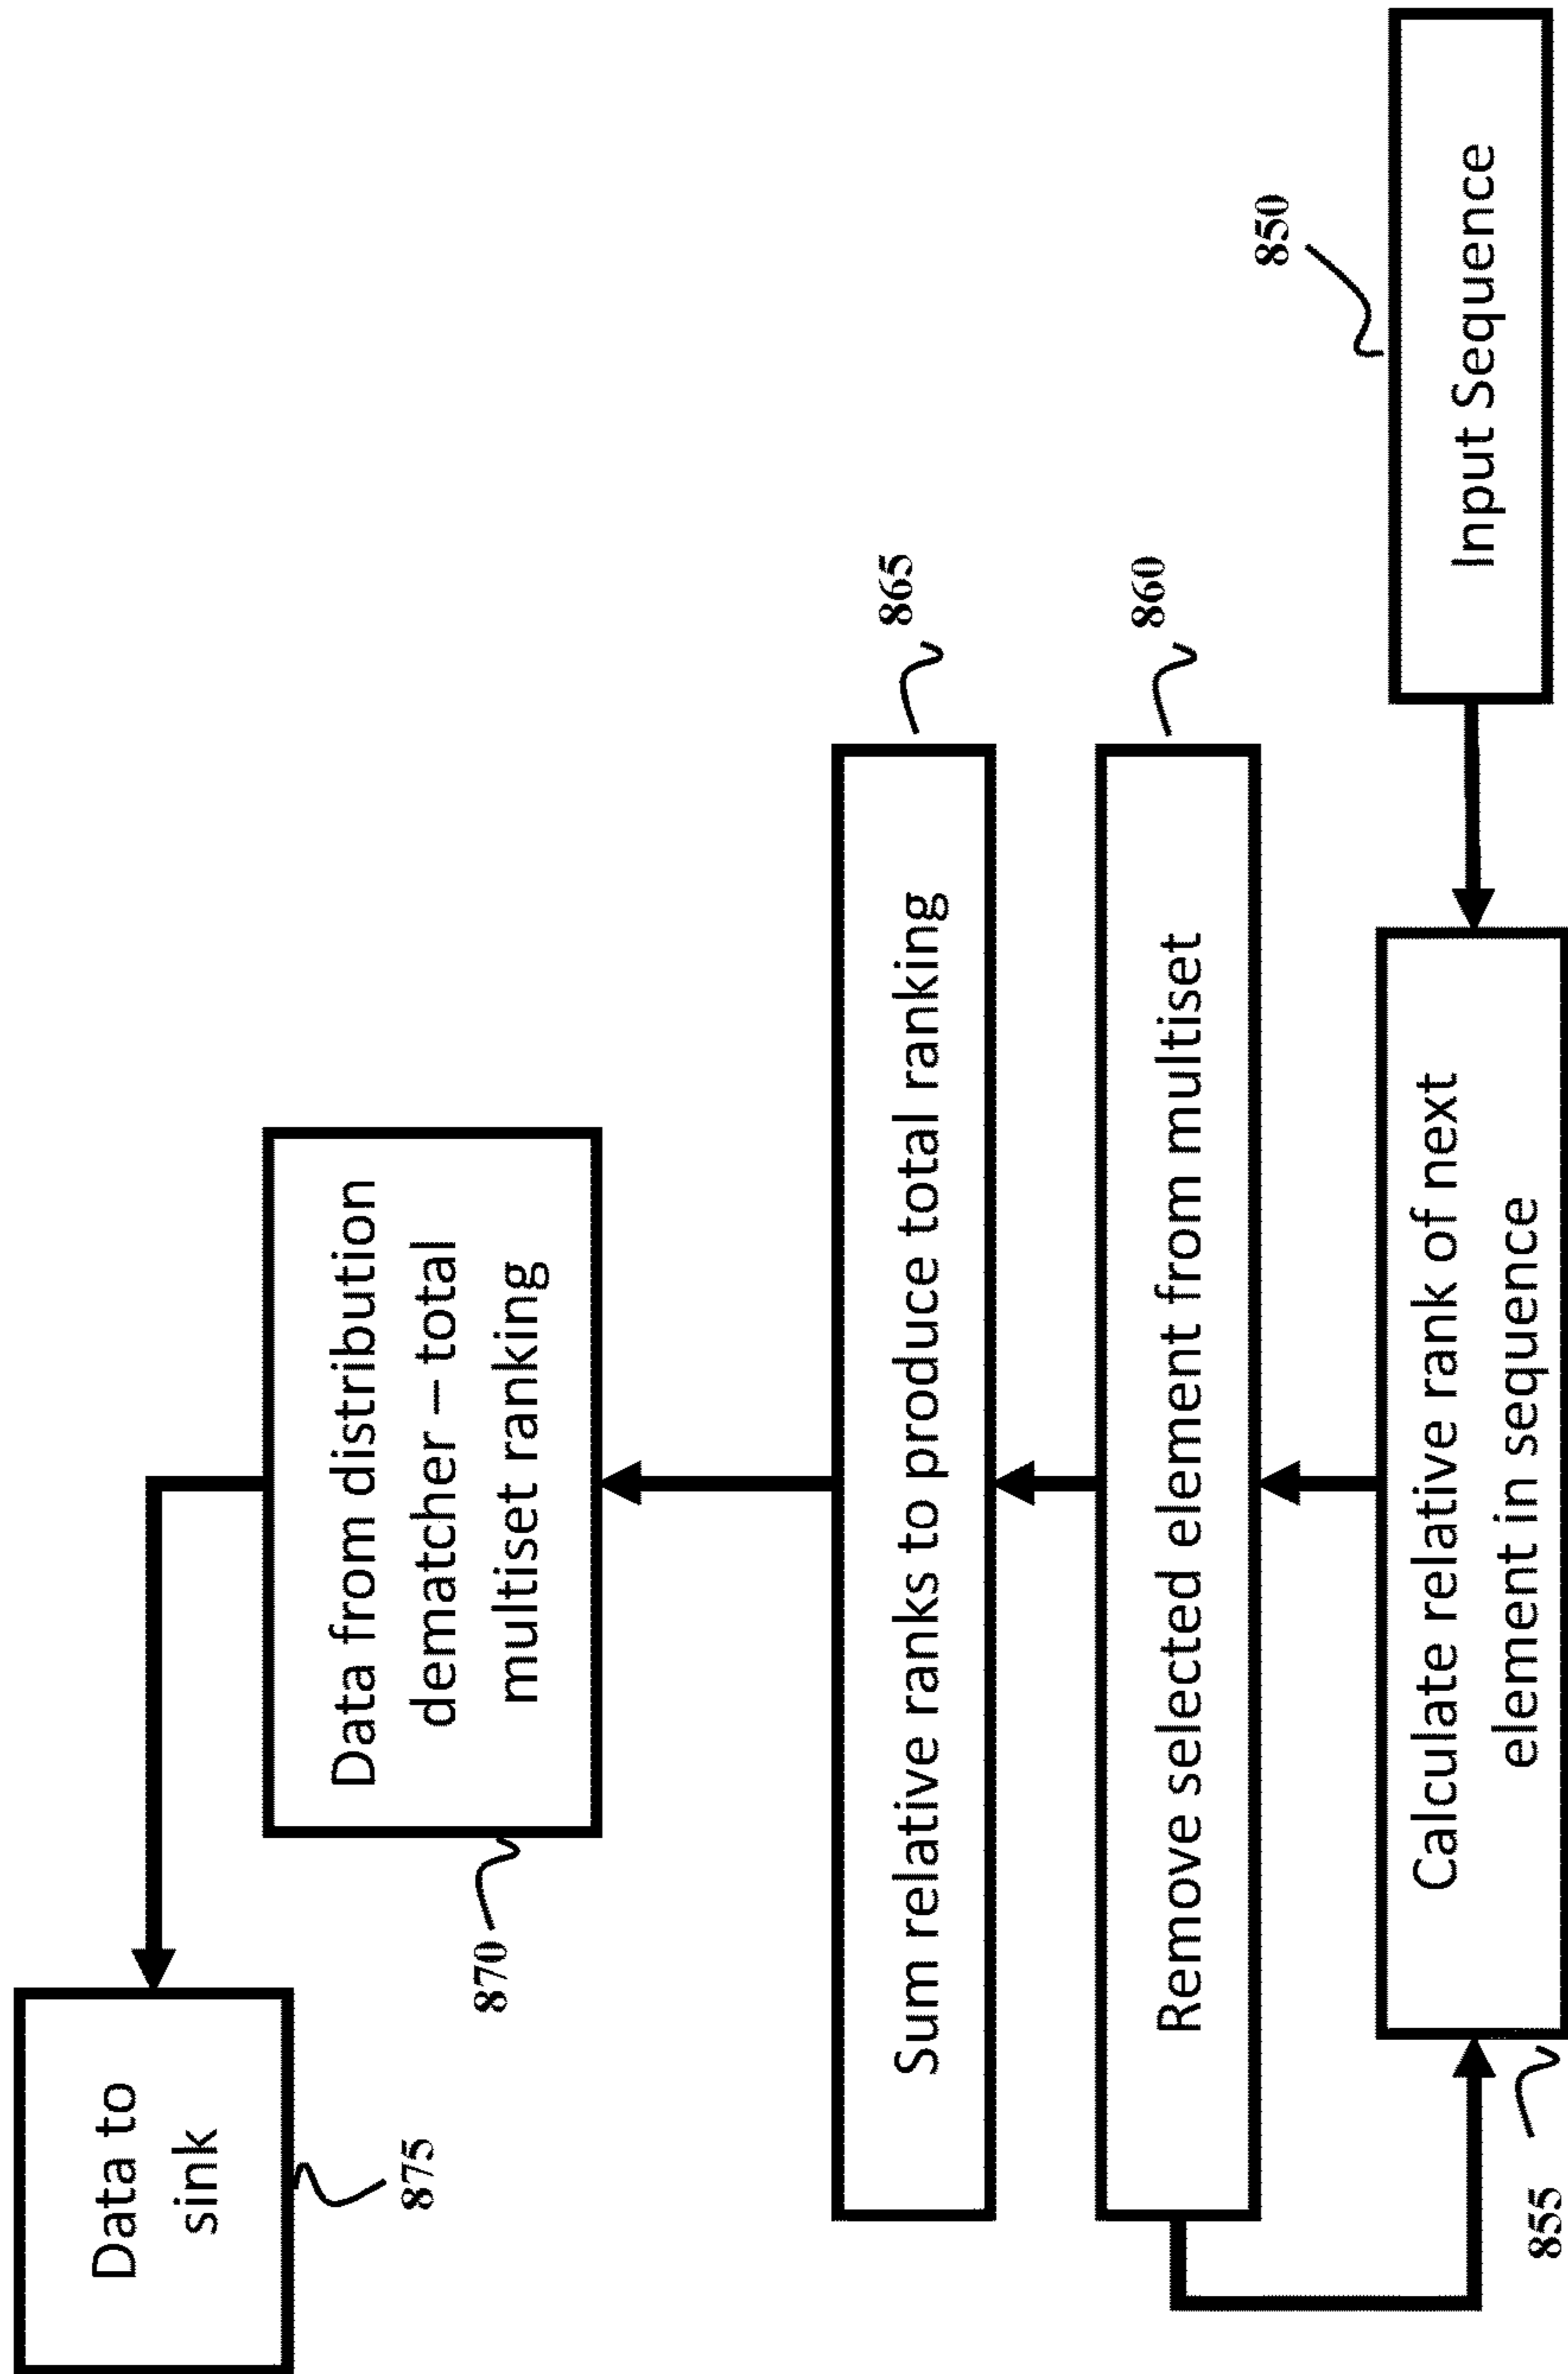 Data to
sink
875
Data from distribution
dematcher – total
multiset ranking
870
Sum relative ranks to produce total ranking
865
Remove selected element from multiset
860
Calculate relative rank of next
element in sequence
855
Input Sequence
850